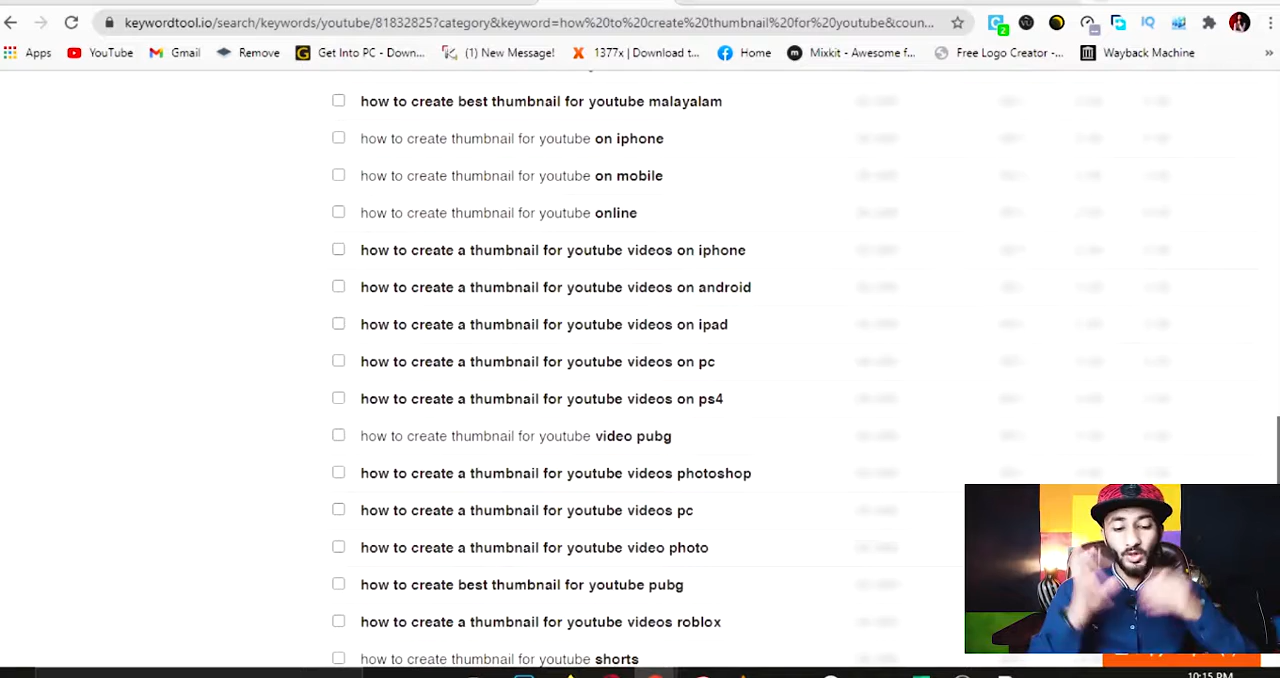 keywordtool.io/search/keywords/youtube/81832825?category&keyword=how%20to%20create%20thumbnail%20for%20youtube&coun...
Apps YouTube Gmail Remove Get Into PC - Down... (1) New Message! 1377x | Download t... Home Mixkit - Awesome f... Free Logo Creator -... Wayback Machine »
how to create best thumbnail for youtube malayalam
how to create thumbnail for youtube on iphone
how to create thumbnail for youtube on mobile
how to create thumbnail for youtube online
how to create a thumbnail for youtube videos on iphone
how to create a thumbnail for youtube videos on android
how to create a thumbnail for youtube videos on ipad
how to create a thumbnail for youtube videos on pc
how to create a thumbnail for youtube videos on ps4
how to create thumbnail for youtube video pubg
how to create a thumbnail for youtube videos photoshop
how to create a thumbnail for youtube videos pc
how to create a thumbnail for youtube video photo
how to create best thumbnail for youtube pubg
how to create a thumbnail for youtube videos roblox
how to create thumbnail for youtube shorts
10:15 PM